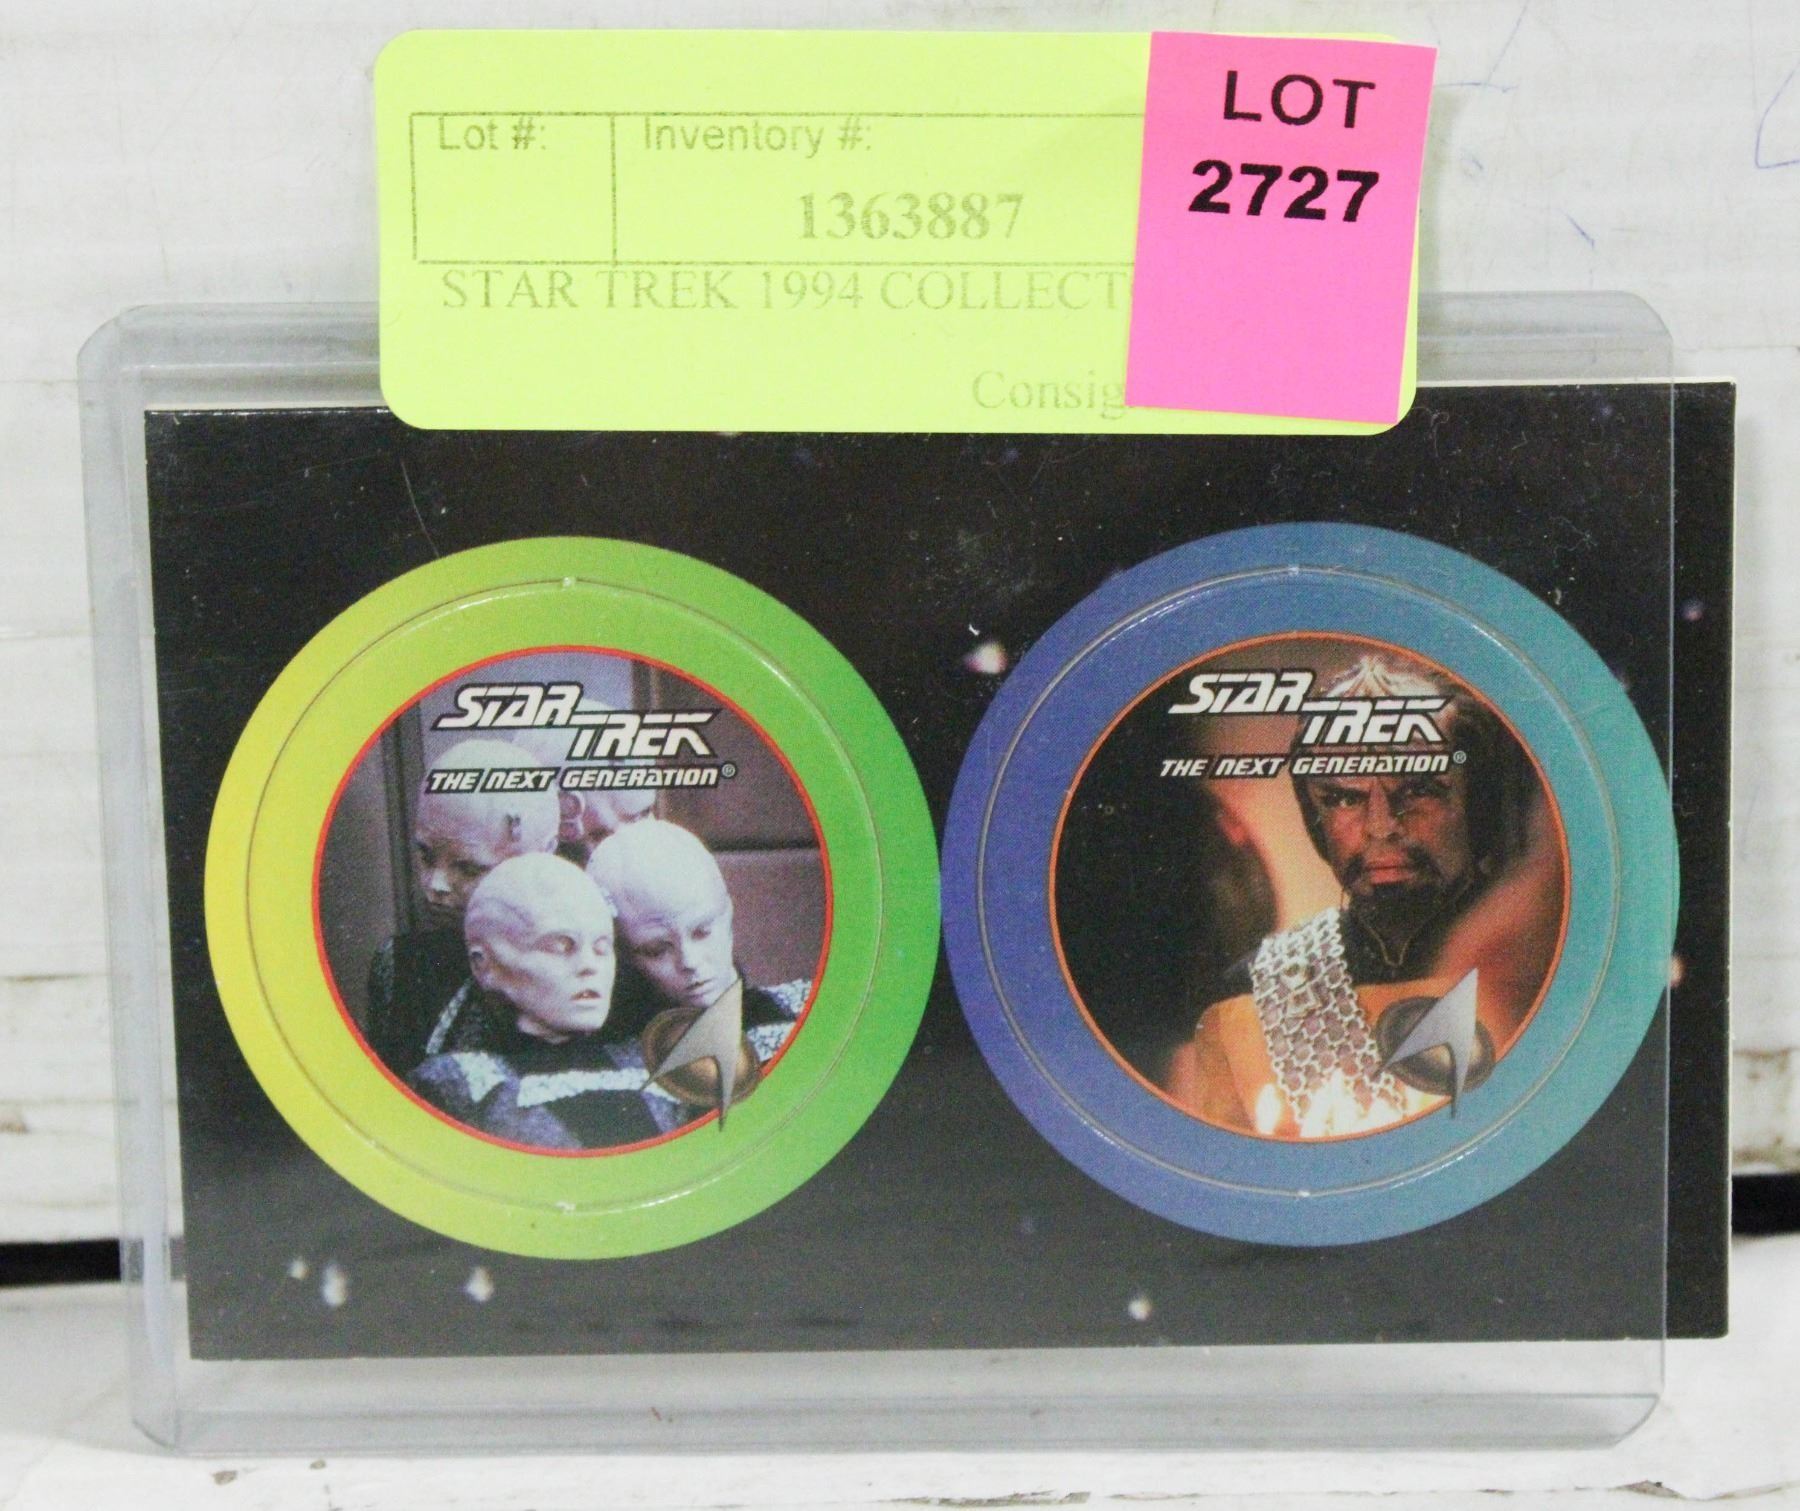 LOT
2727
Lot #:
Inventory #:
1363887
STAR TREK 1994 COLLECT
Consig
STAR
TREK
THE NEXT GENERATION®
STAR
TREK
THE NEXT GENERATION®